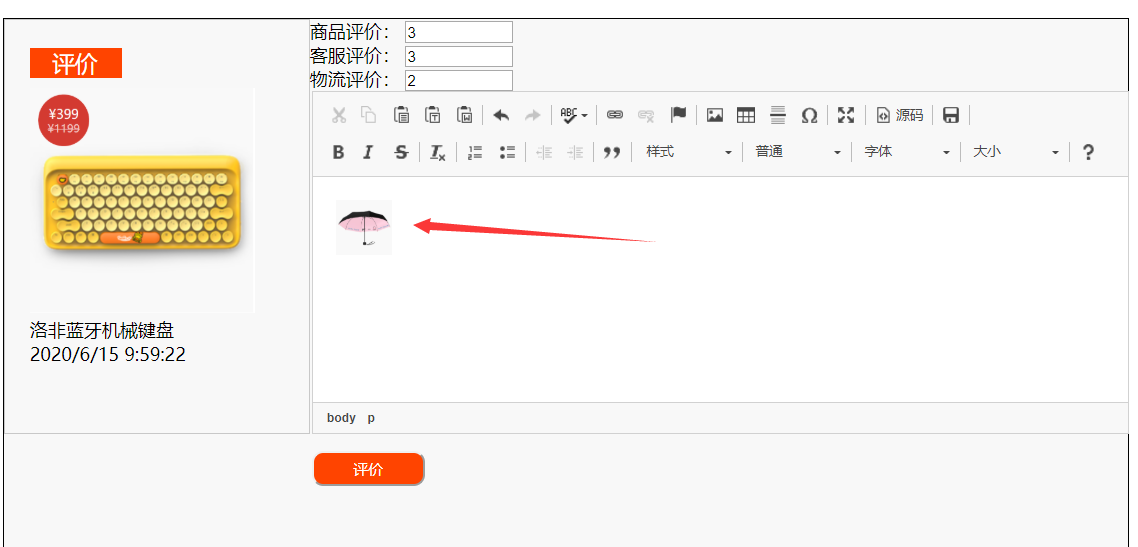 评价
¥399
¥1199
洛非蓝牙机械键盘
2020/6/15 9:59:22
商品评价： 3
客服评价： 3
物流评价： 2
ABC 源码
B I S Ix 样式 普通 字体 大小 ?
body p
评价